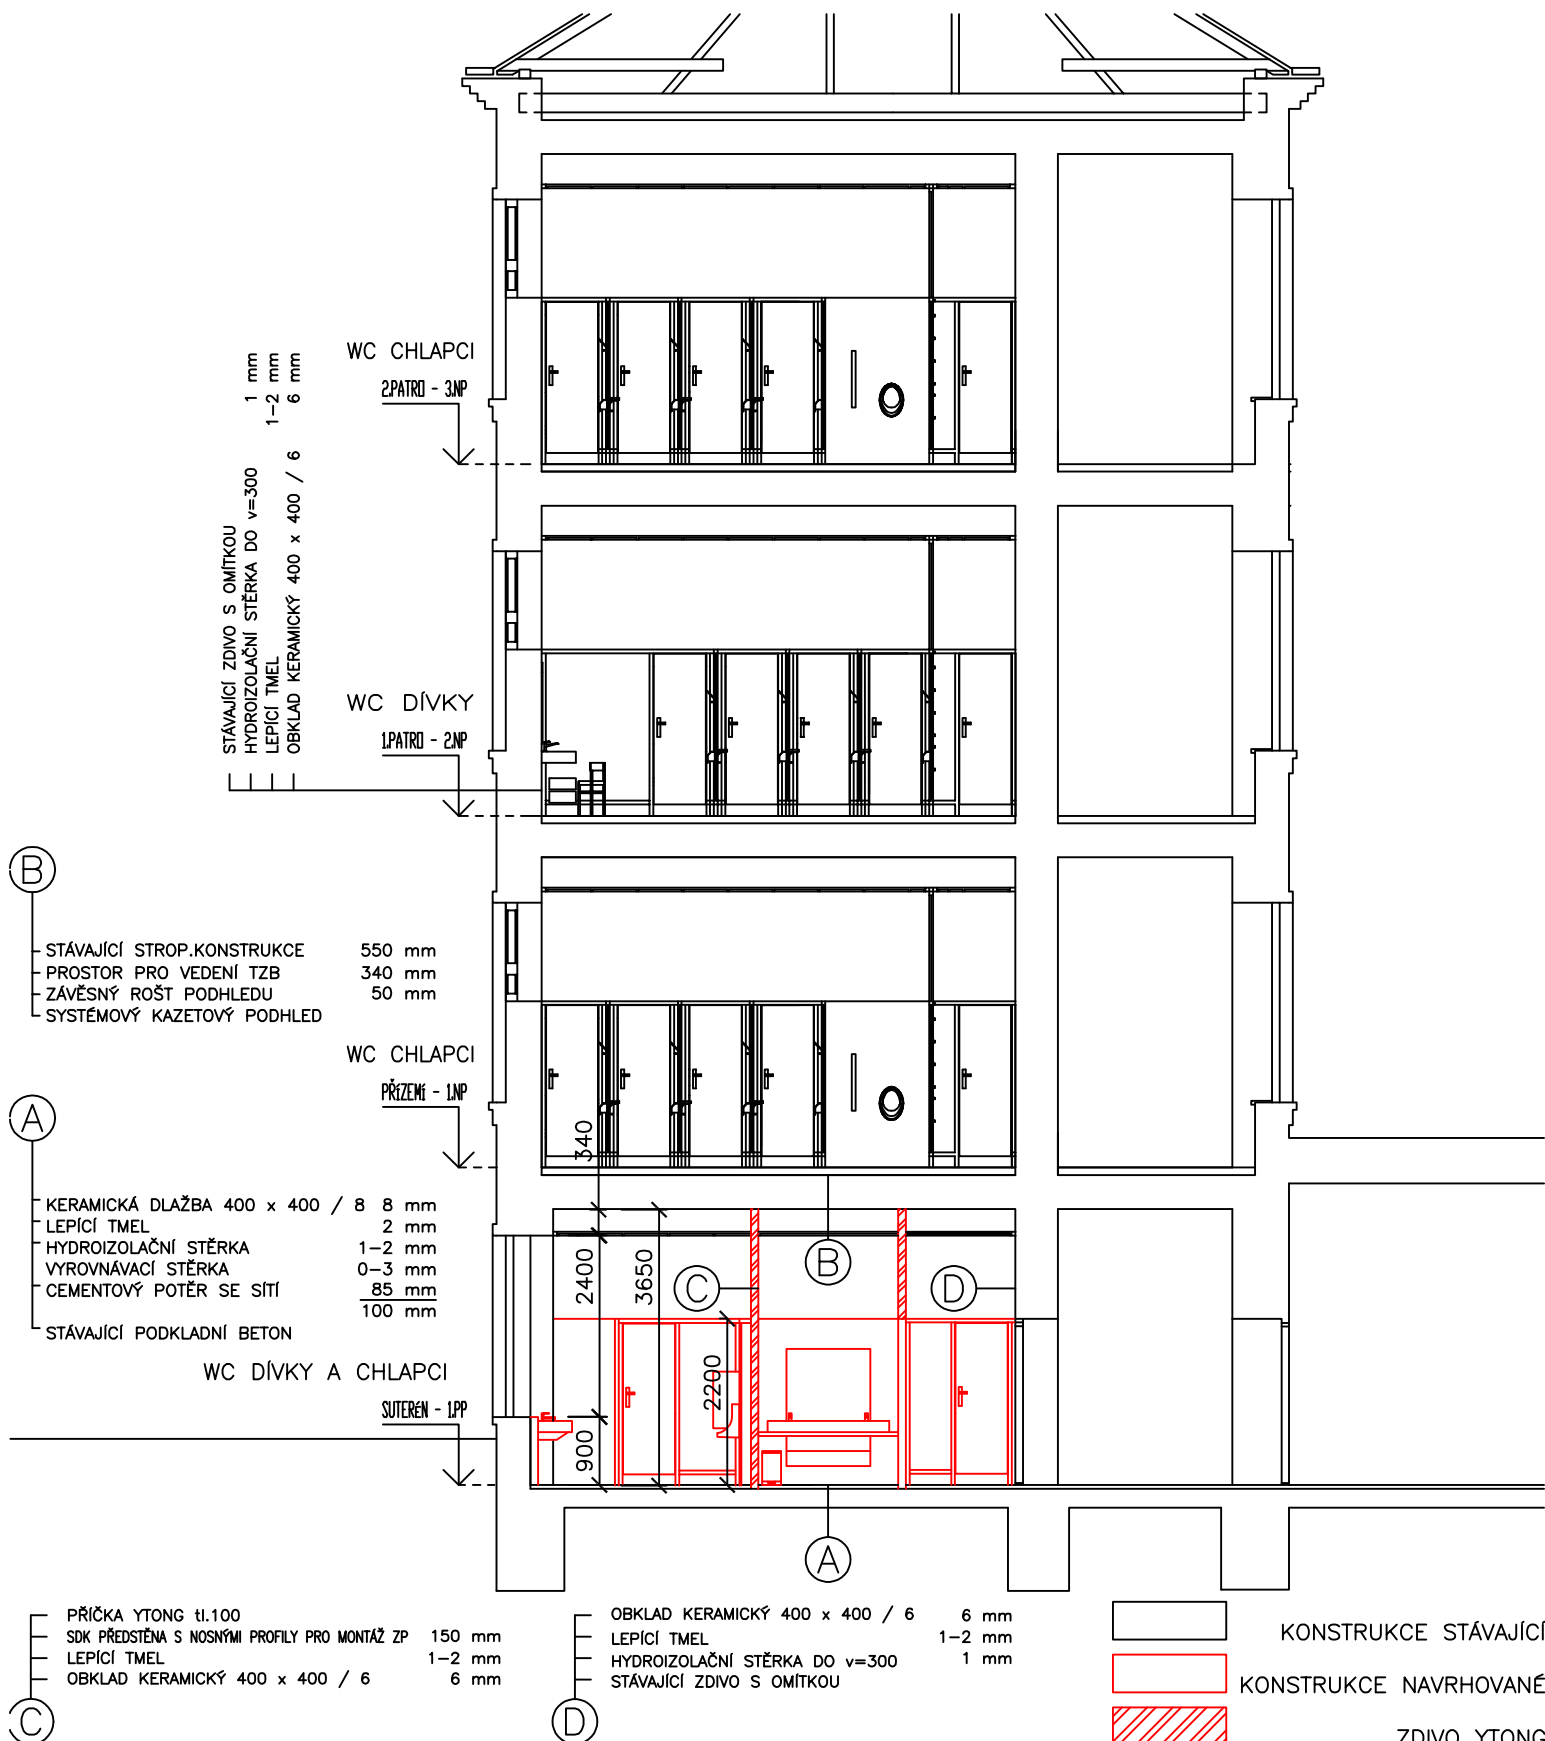 WC CHLAPCI
2.PATRO - 3.NP
STÁVAJÍCÍ ZDIVO S OMÍTKOU
HYDROIZOLAČNÍ STĚRKA DO v=300 1 mm
LEPÍCÍ TMEL 1-2 mm
OBKLAD KERAMICKÝ 400 x 400 / 6 6 mm
WC DÍVKY
1.PATRO - 2.NP
B
STÁVAJÍCÍ STROP.KONSTRUKCE 550 mm
PROSTOR PRO VEDENÍ TZB 340 mm
ZÁVĚSNÝ ROŠT PODHLEDU 50 mm
SYSTÉMOVÝ KAZETOVÝ PODHLED
WC CHLAPCI
PŘÍZEMÍ - 1.NP
A
KERAMICKÁ DLAŽBA 400 x 400 / 8 8 mm
LEPÍCÍ TMEL 2 mm
HYDROIZOLAČNÍ STĚRKA 1-2 mm
VYROVNÁVACÍ STĚRKA 0-3 mm
CEMENTOVÝ POTĚR SE SÍTÍ 85 mm
100 mm
STÁVAJÍCÍ PODKLADNÍ BETON
340
2400
3650
2200
900
C
B
D
WC DÍVKY A CHLAPCI
SUTERÉN - 1.PP
A
PŘÍČKA YTONG tl.100
SDK PŘEDSTĚNA S NOSNÝMI PROFILY PRO MONTÁŽ ZP 150 mm
LEPÍCÍ TMEL 1-2 mm
OBKLAD KERAMICKÝ 400 x 400 / 6 6 mm
C
OBKLAD KERAMICKÝ 400 x 400 / 6 6 mm
LEPÍCÍ TMEL 1-2 mm
HYDROIZOLAČNÍ STĚRKA DO v=300 1 mm
STÁVAJÍCÍ ZDIVO S OMÍTKOU
D
KONSTRUKCE STÁVAJÍCÍ
KONSTRUKCE NAVRHOVANÉ
ZDIVO YTONG